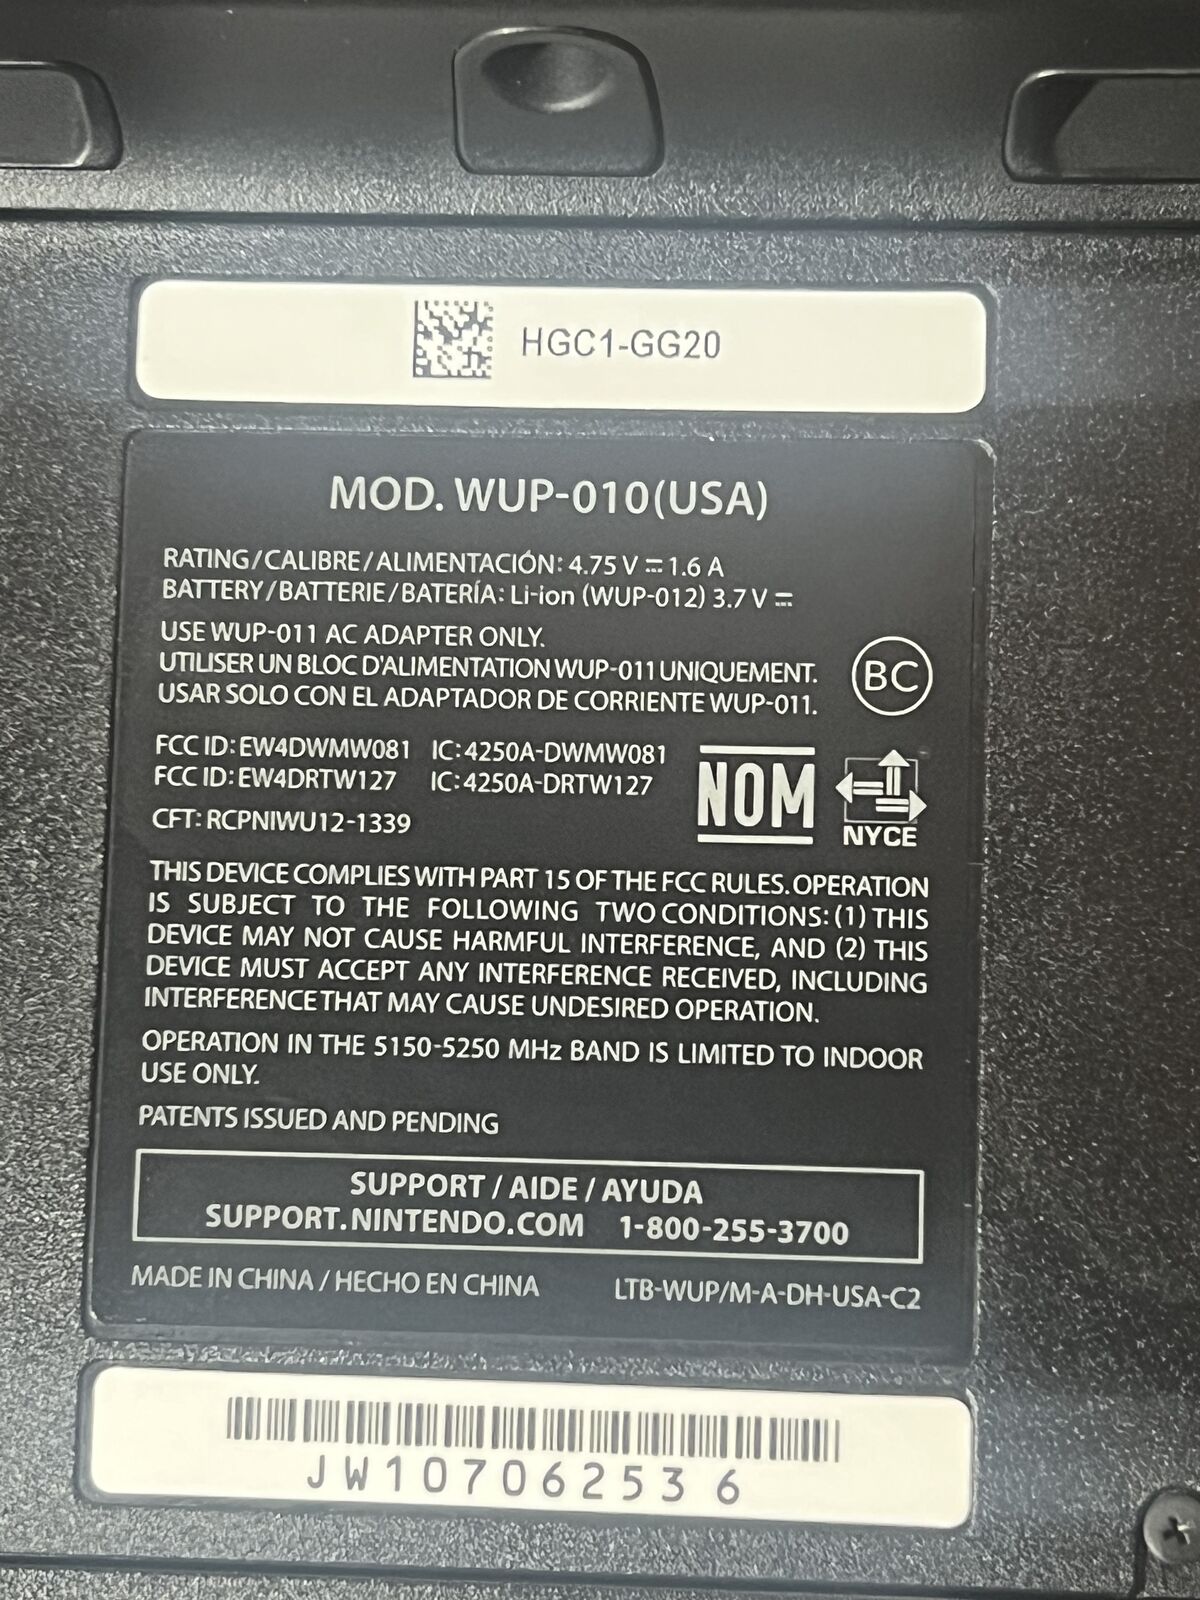 HGC1-GG20
MOD. WUP-010(USA)
RATING/CALIBRE/ALIMENTACIÓN: 4.75 V ⎓ 1.6 A
BATTERY/BATTERIE/BATERÍA: Li-ion (WUP-012) 3.7 V ⎓
USE WUP-011 AC ADAPTER ONLY.
UTILISER UN BLOC D'ALIMENTATION WUP-011 UNIQUEMENT.
USAR SOLO CON EL ADAPTADOR DE CORRIENTE WUP-011.
BC
FCC ID: EW4DWMW081 IC: 4250A-DWMW081
FCC ID: EW4DRTW127 IC: 4250A-DRTW127
CFT: RCPNIWU12-1339
NOM
NYCE
THIS DEVICE COMPLIES WITH PART 15 OF THE FCC RULES. OPERATION
IS SUBJECT TO THE FOLLOWING TWO CONDITIONS: (1) THIS
DEVICE MAY NOT CAUSE HARMFUL INTERFERENCE, AND (2) THIS
DEVICE MUST ACCEPT ANY INTERFERENCE RECEIVED, INCLUDING
INTERFERENCE THAT MAY CAUSE UNDESIRED OPERATION.
OPERATION IN THE 5150-5250 MHz BAND IS LIMITED TO INDOOR
USE ONLY.
PATENTS ISSUED AND PENDING
SUPPORT / AIDE / AYUDA
SUPPORT.NINTENDO.COM 1-800-255-3700
MADE IN CHINA / HECHO EN CHINA LTB-WUP/M-A-DH-USA-C2
JW107062536